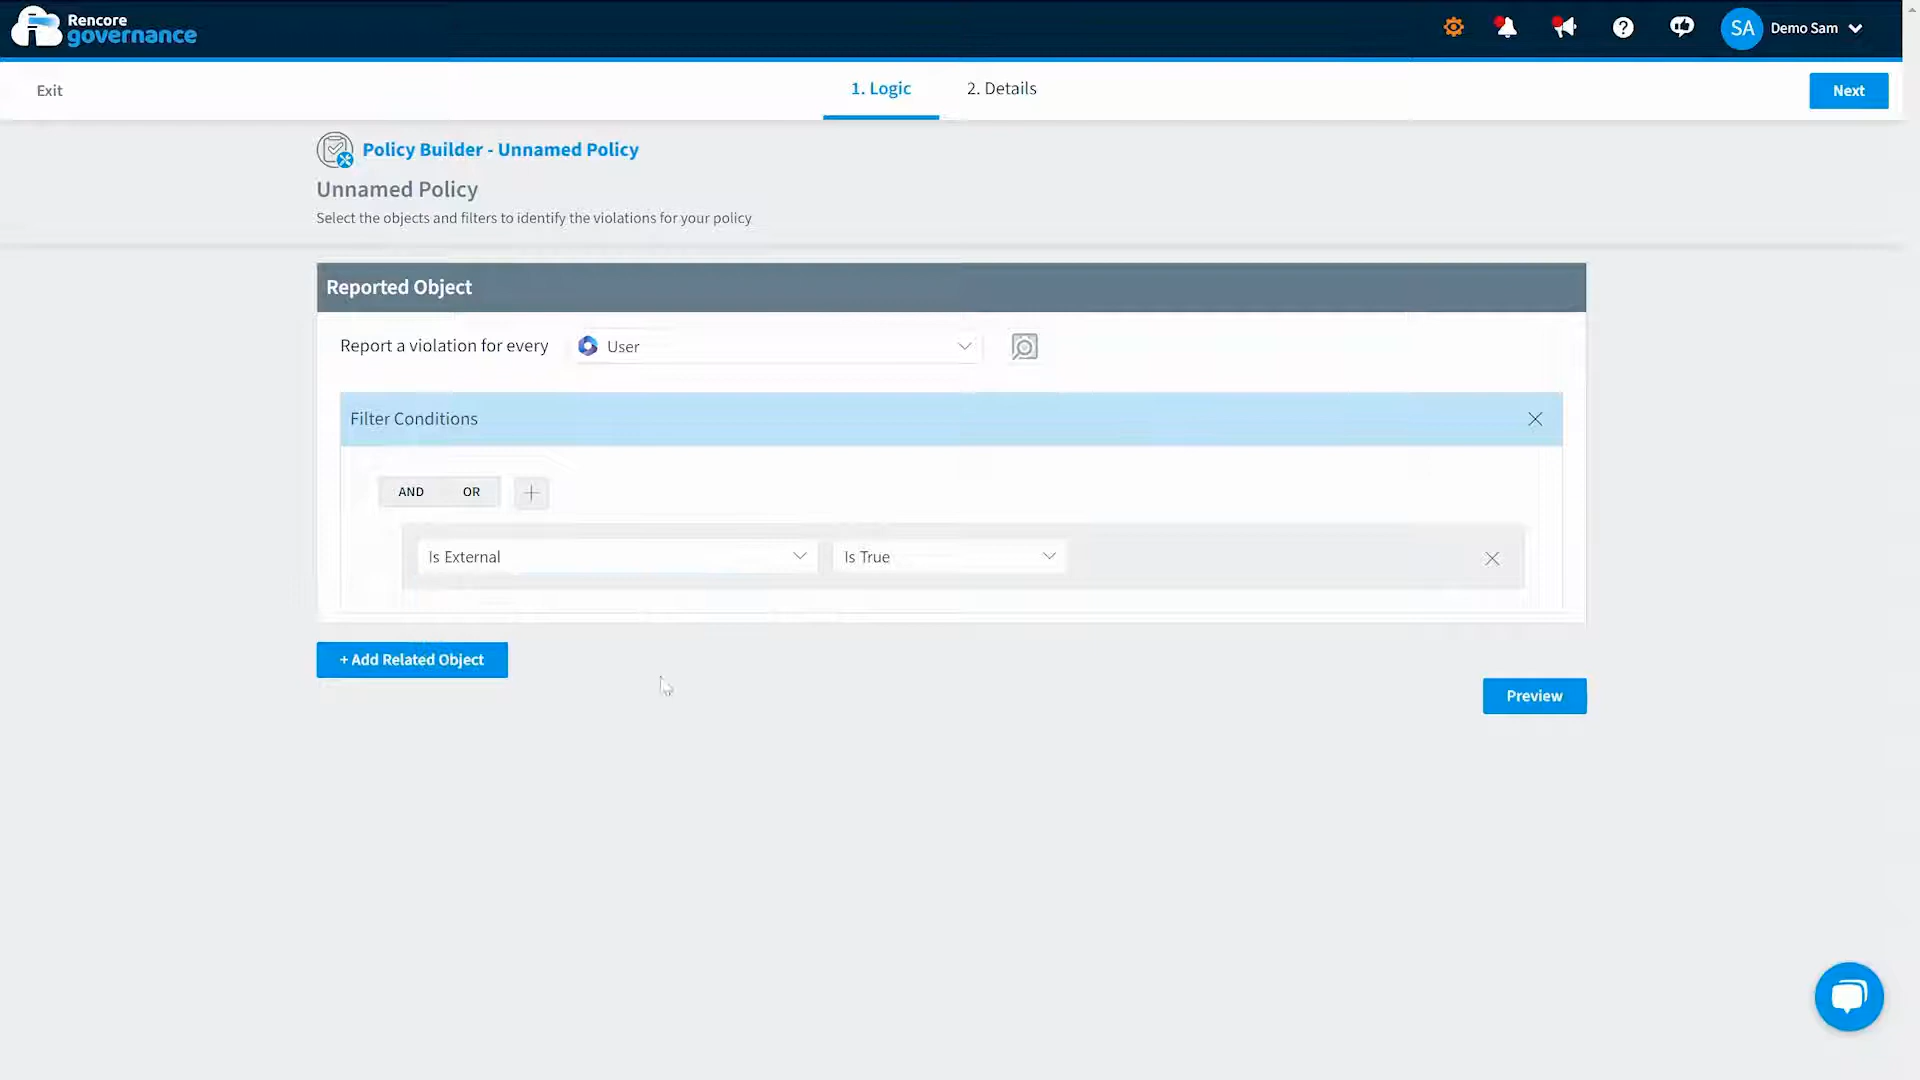 Rencore
governance
SA
Demo Sam
Exit
1. Logic
2. Details
Next
Policy Builder - Unnamed Policy
Unnamed Policy
Select the objects and filters to identify the violations for your policy
Reported Object
Report a violation for every
User
Filter Conditions
AND
OR
Is External
Is True
+ Add Related Object
Preview